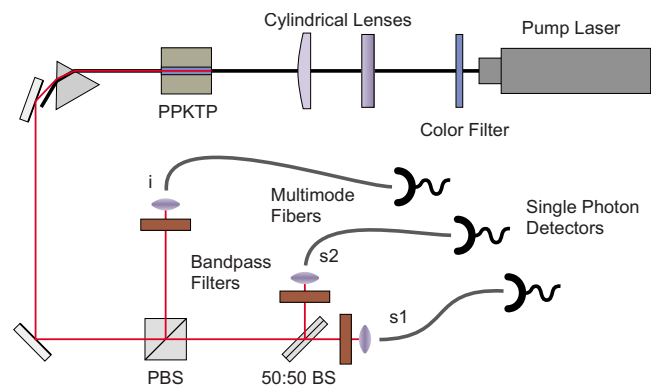 Cylindrical Lenses
Pump Laser
PPKTP
Color Filter
i
Multimode
Fibers
Single Photon
Detectors
s2
Bandpass
Filters
s1
PBS
50:50 BS